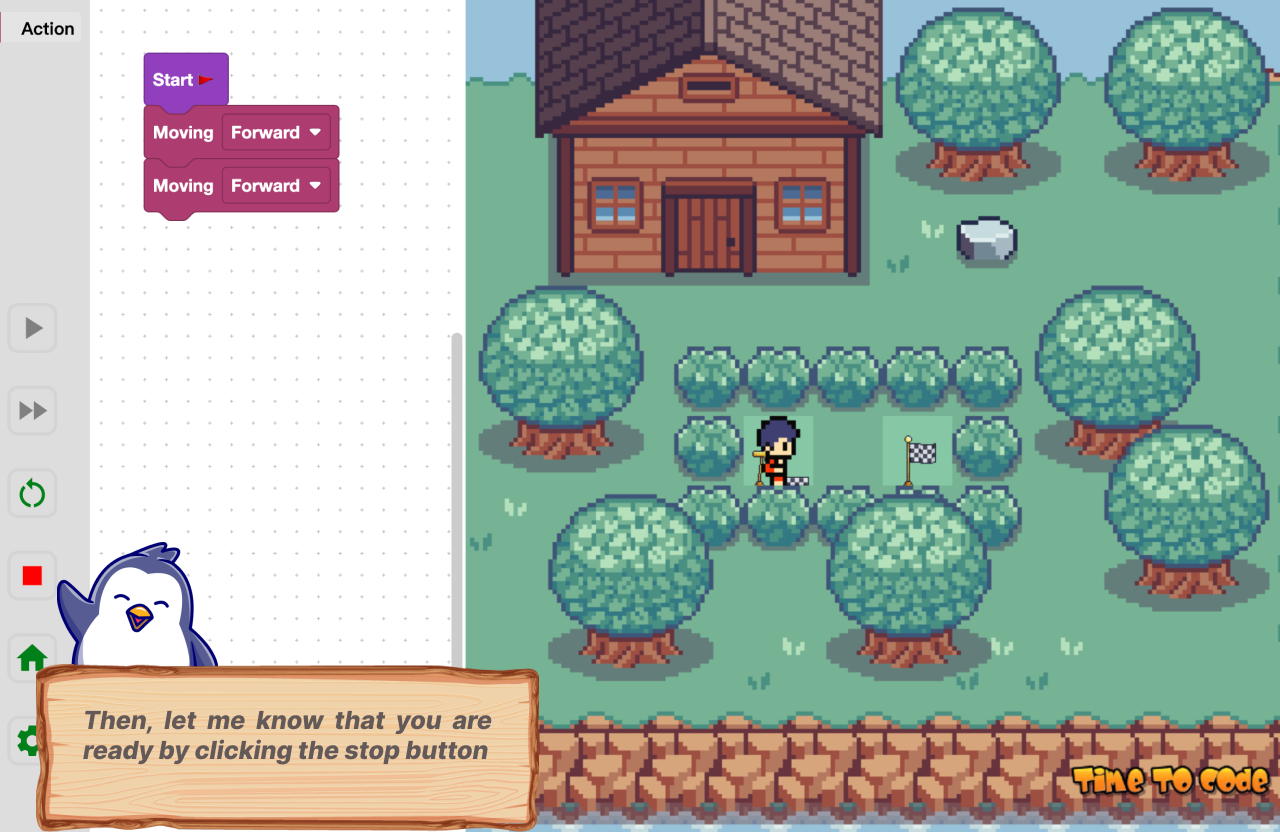 Action
Start
Moving Forward
Moving Forward
Then, let me know that you are
ready by clicking the stop button
TIME TO CODE